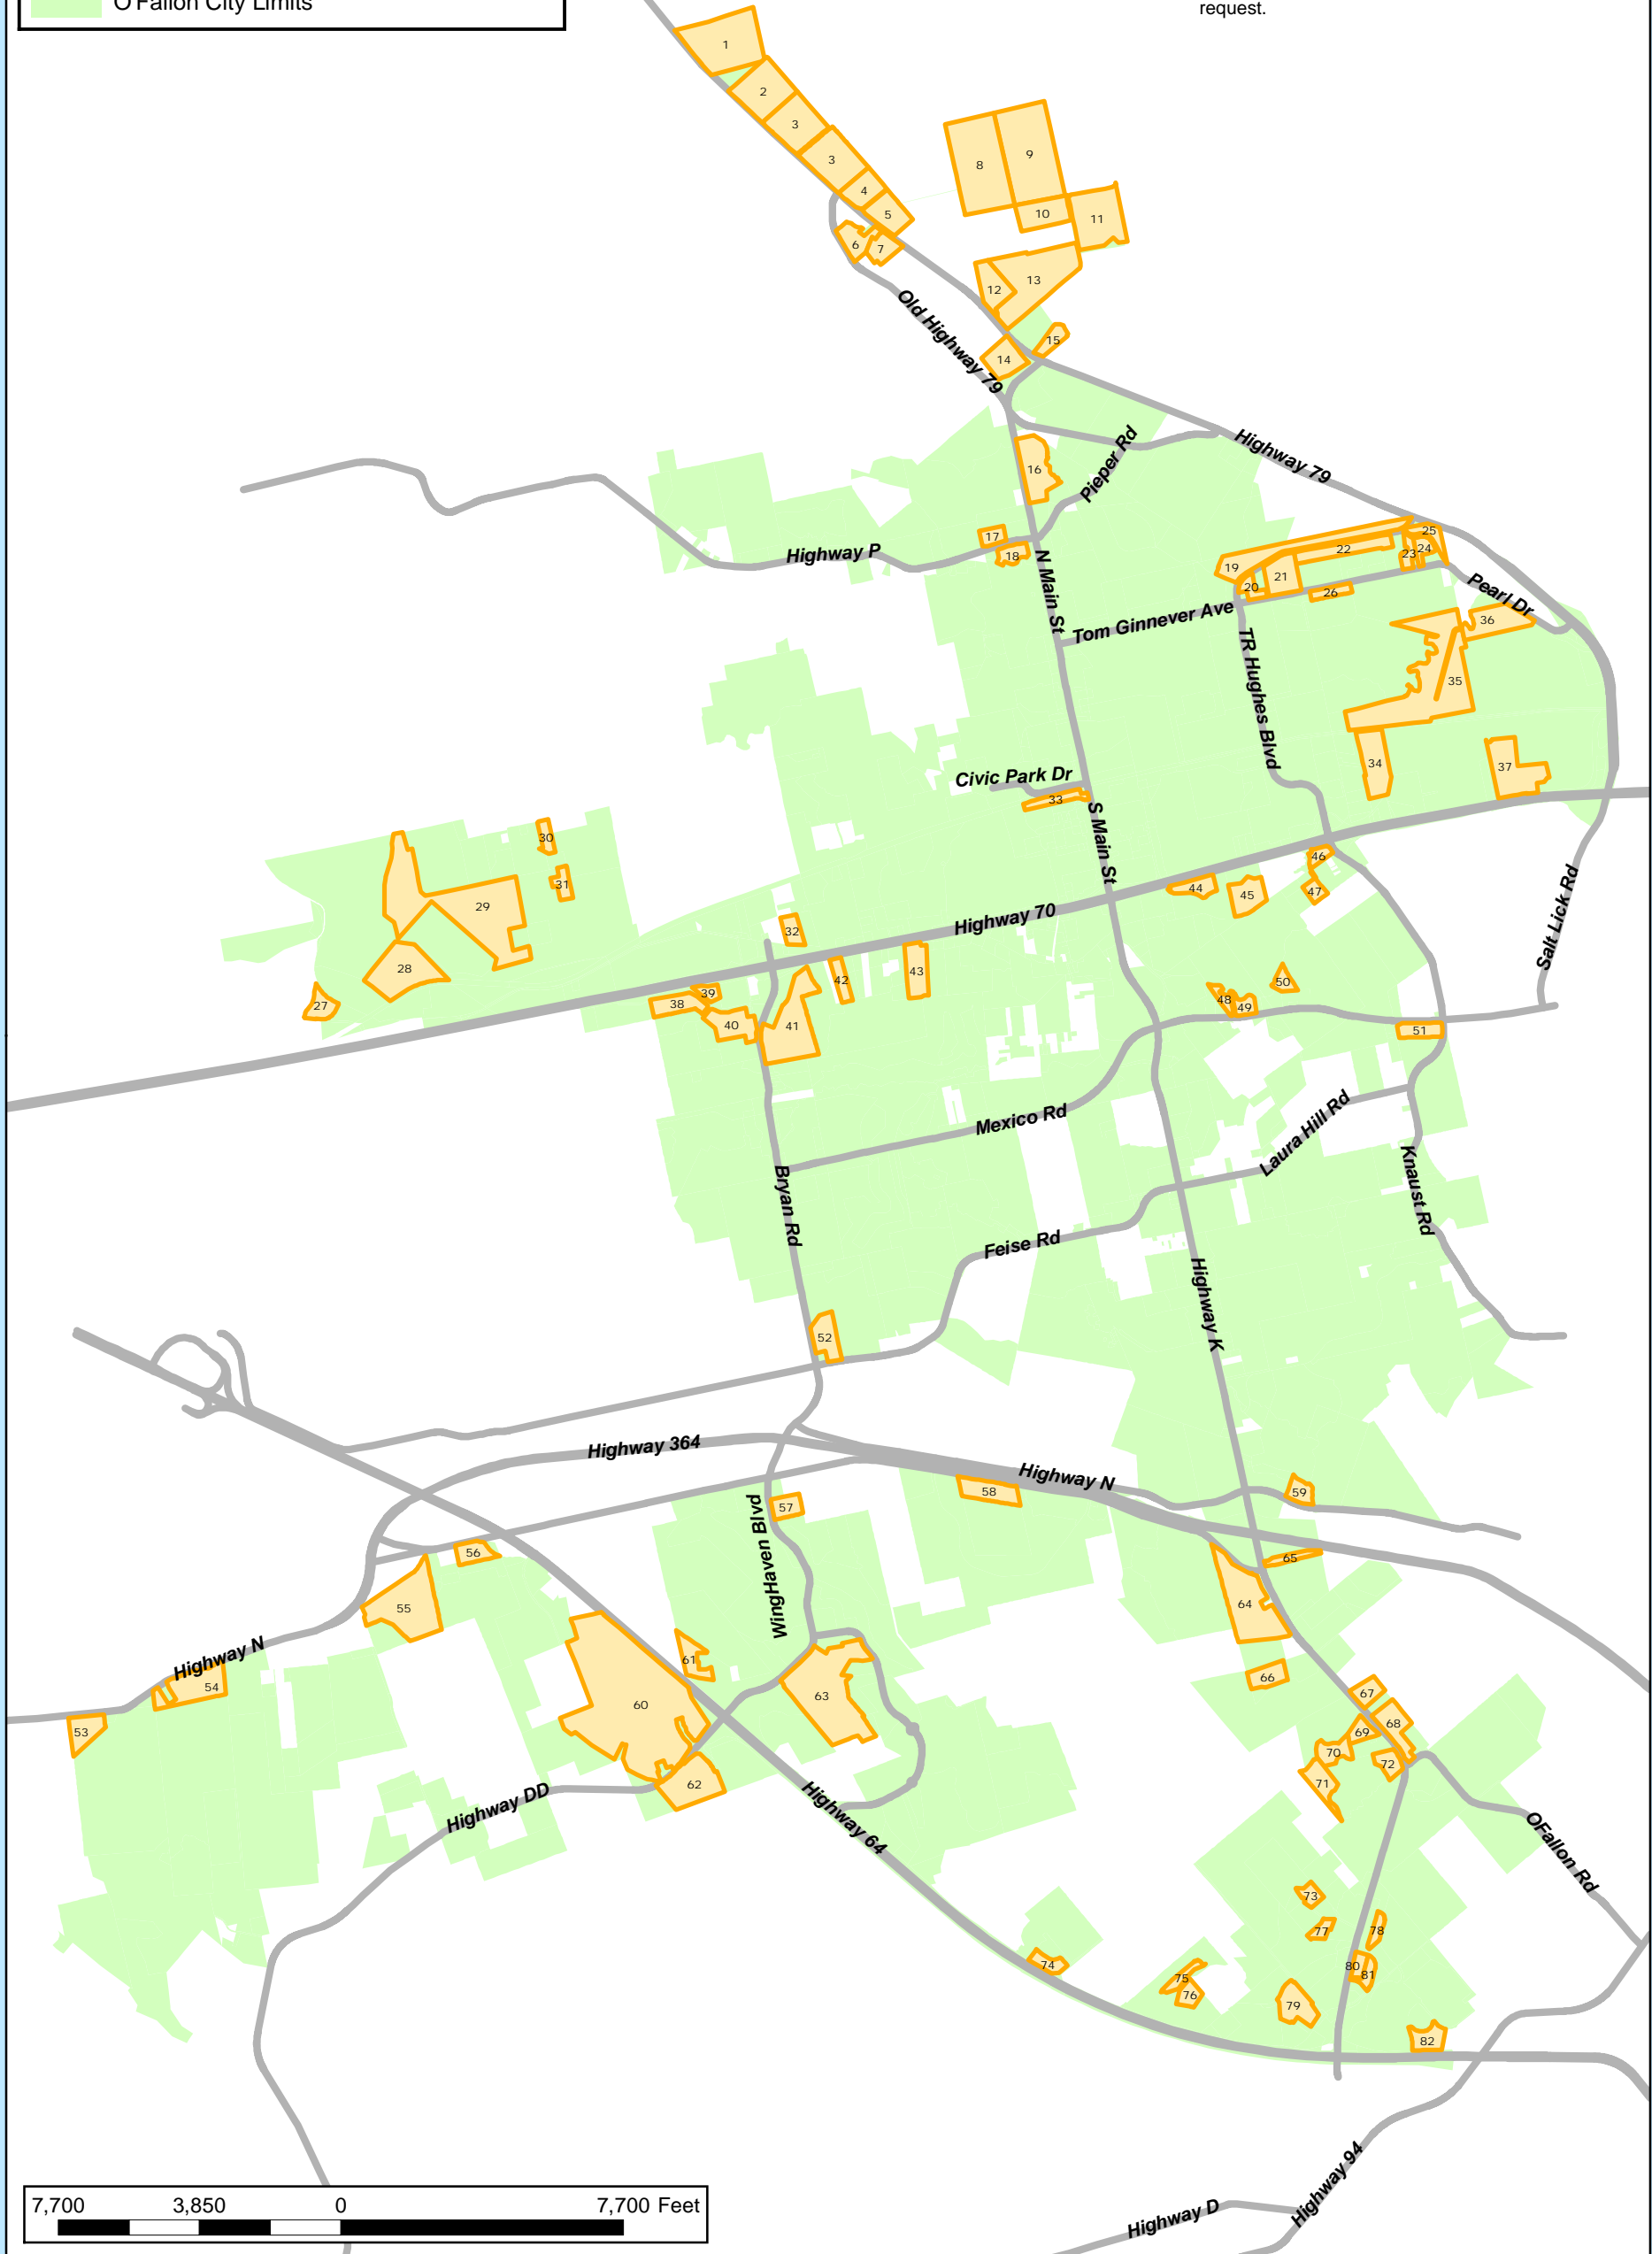 O'Fallon City Limits
request.
1
2
3
3
4
5
6
7
8
9
10
11
12
13
14
15
Old Highway 79
Highway 79
16
Pieper Rd
17
18
Highway P
N Main St
19
20
21
22
23
24
25
26
Pearl Dr
Tom Ginnever Ave
TR Hughes Blvd
36
35
34
37
Civic Park Dr
33
S Main St
30
31
29
28
27
32
Highway 70
44
45
46
47
Salt Lick Rd
38
39
40
41
42
43
48
49
50
51
Mexico Rd
Laura Hill Rd
Knaust Rd
Bryan Rd
Feise Rd
Highway K
52
Highway 364
Highway N
58
59
57
WingHaven Blvd
56
55
65
64
Highway N
54
53
61
60
63
62
66
67
68
69
70
71
72
Highway DD
Highway 64
OFallon Rd
73
77
78
74
75
76
80
81
79
82
Highway 94
Highway D
7,700 3,850 0 7,700 Feet